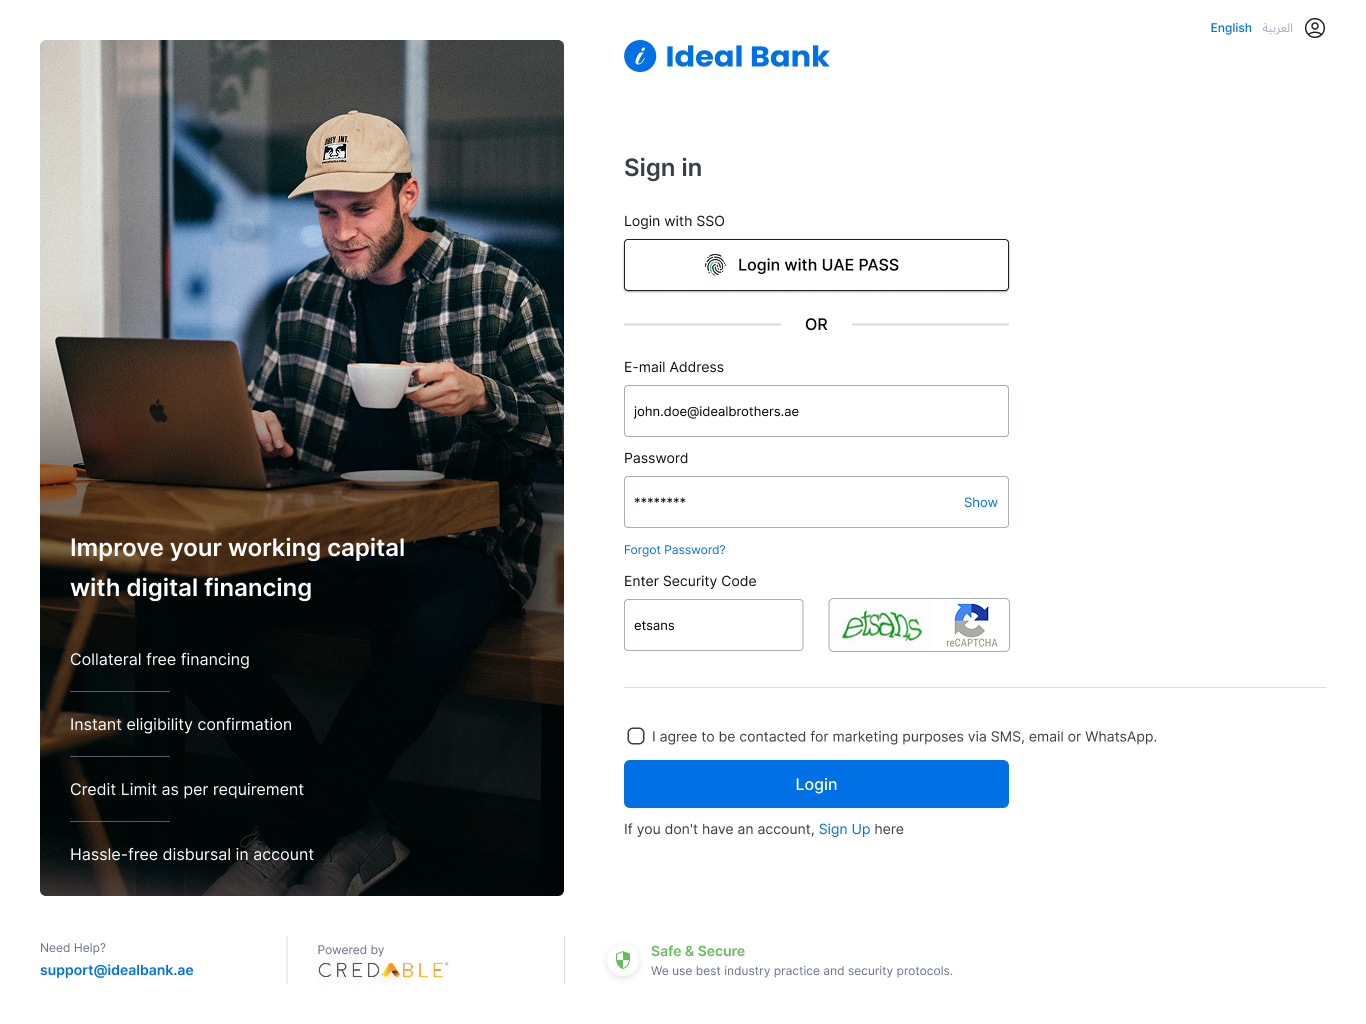 English العربية
i Ideal Bank
OBEY INT.
Sign in
Login with SSO
Login with UAE PASS
OR
E-mail Address
john.doe@idealbrothers.ae
Password
******** Show
Forgot Password?
Enter Security Code
etsans
etsans
reCAPTCHA
I agree to be contacted for marketing purposes via SMS, email or WhatsApp.
Login
If you don't have an account, Sign Up here
Improve your working capital
with digital financing
Collateral free financing
Instant eligibility confirmation
Credit Limit as per requirement
Hassle-free disbursal in account
Need Help?
support@idealbank.ae
Powered by
CREDABLE
Safe & Secure
We use best industry practice and security protocols.